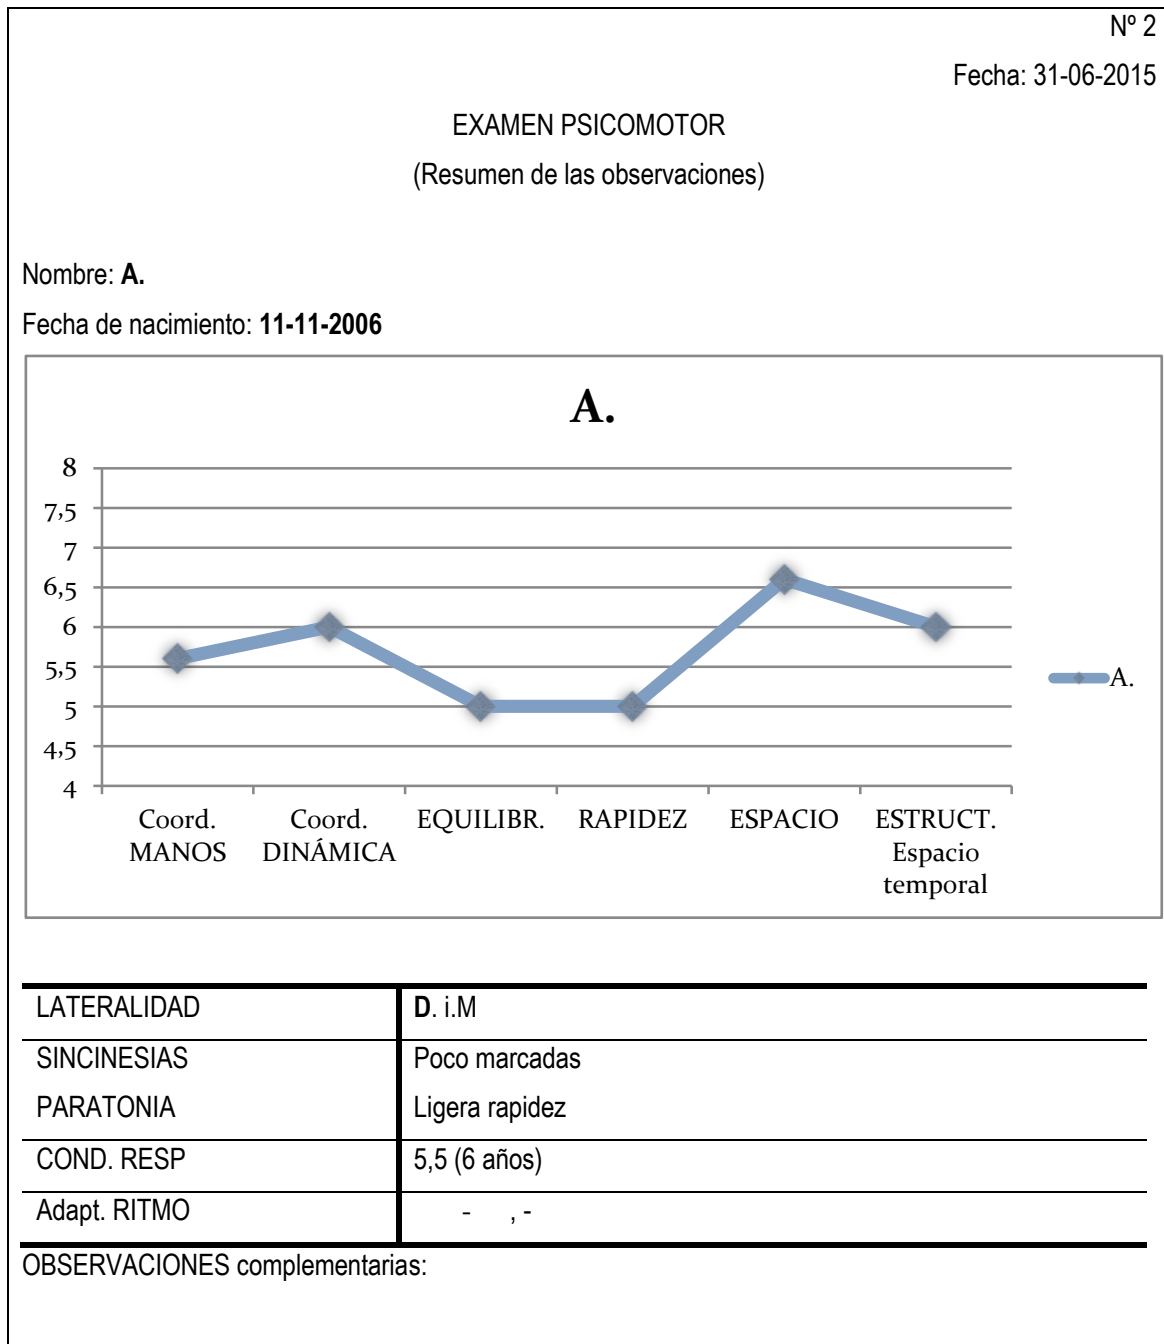 Nº 2
Fecha: 31-06-2015
EXAMEN PSICOMOTOR
(Resumen de las observaciones)
Nombre: A.
Fecha de nacimiento: 11-11-2006
A.
8
7,5
7
6,5
6
5,5
5
4,5
4
Coord. MANOS
Coord. DINÁMICA
EQUILIBR.
RAPIDEZ
ESPACIO
ESTRUCT. Espacio temporal
A.
LATERALIDAD D. i.M
SINCINESIAS Poco marcadas
PARATONIA Ligera rapidez
COND. RESP 5,5 (6 años)
Adapt. RITMO - , -
OBSERVACIONES complementarias: